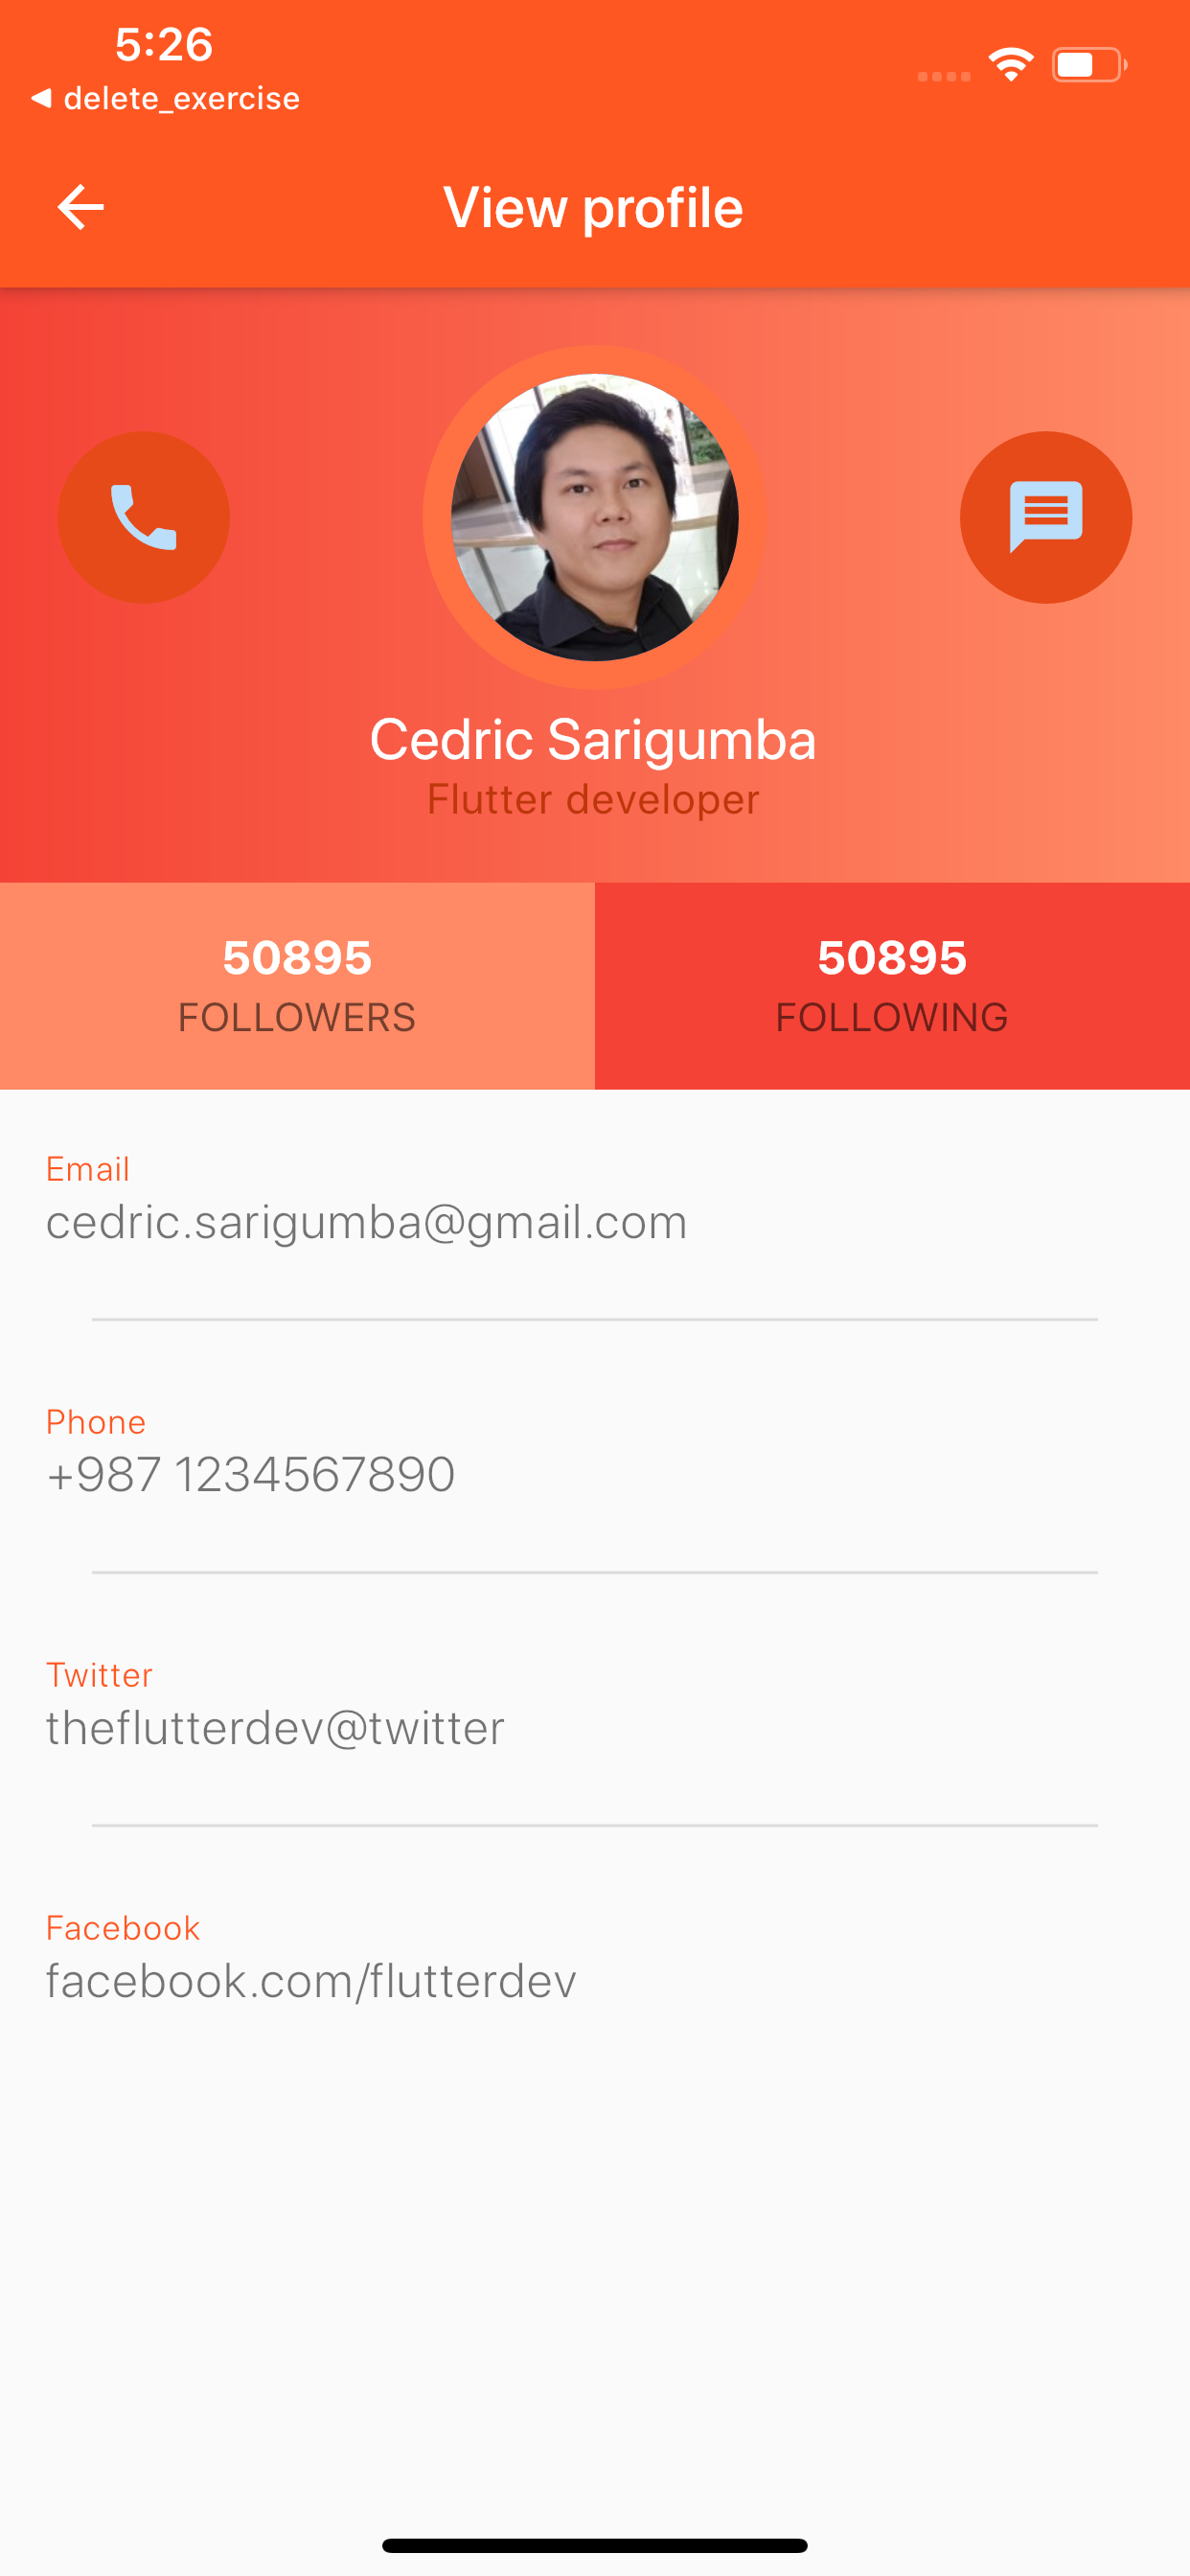 5:26
◀ delete_exercise
View profile
Cedric Sarigumba
Flutter developer
50895
FOLLOWERS
50895
FOLLOWING
Email
cedric.sarigumba@gmail.com
Phone
+987 1234567890
Twitter
theflutterdev@twitter
Facebook
facebook.com/flutterdev